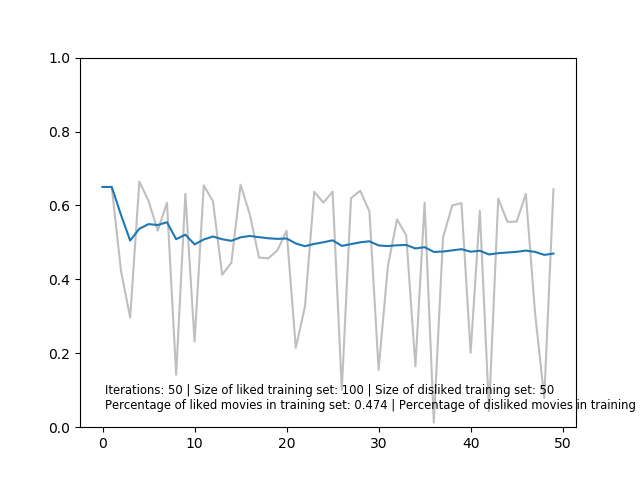 1.0
0.8
0.6
0.4
0.2
0.0
Iterations: 50 | Size of liked training set: 100 | Size of disliked training set: 50
Percentage of liked movies in training set: 0.474 | Percentage of disliked movies in training
0 10 20 30 40 50